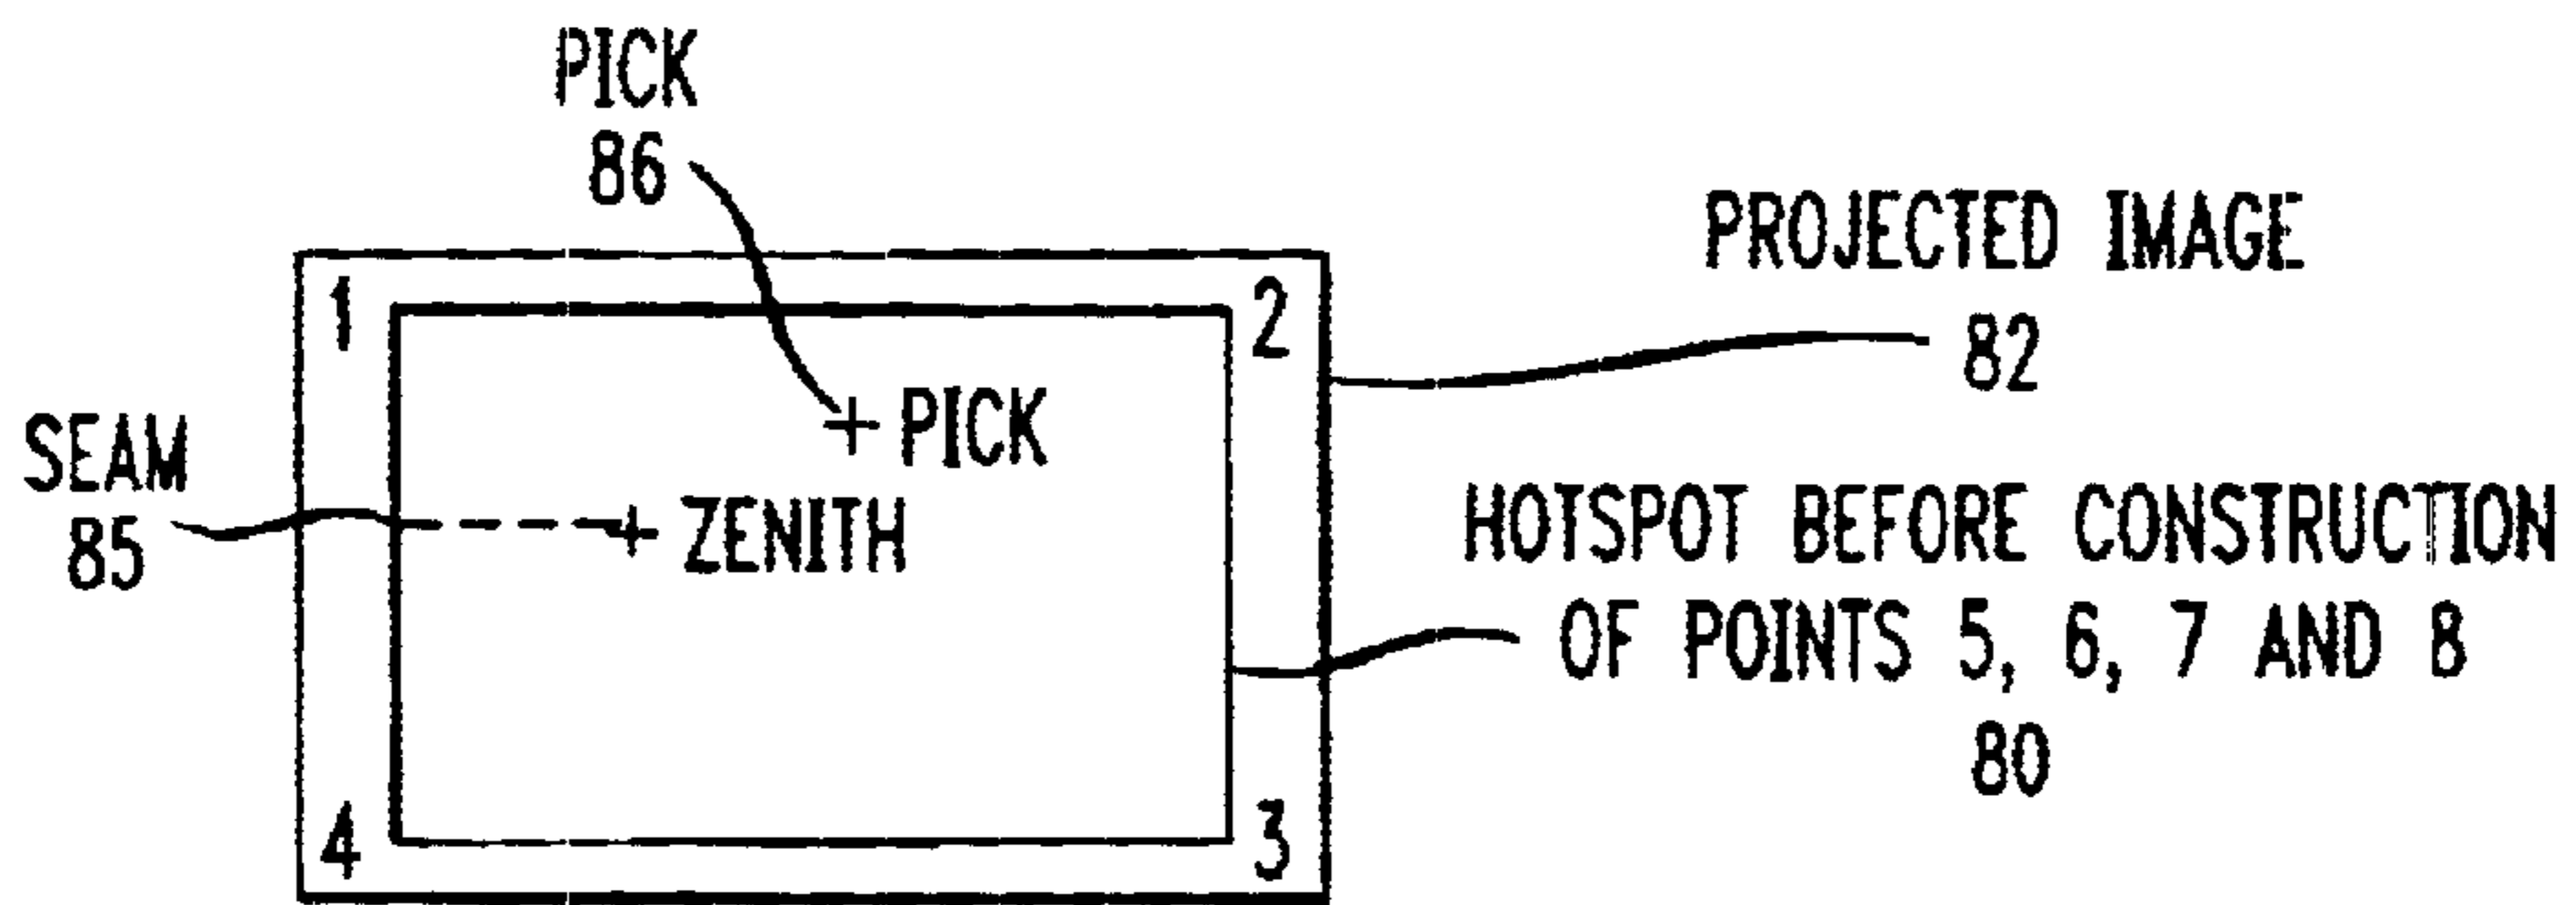 PICK
86
PROJECTED IMAGE
82
1
2
PICK
SEAM
85
ZENITH
HOTSPOT BEFORE CONSTRUCTION
OF POINTS 5, 6, 7 AND 8
80
4
3